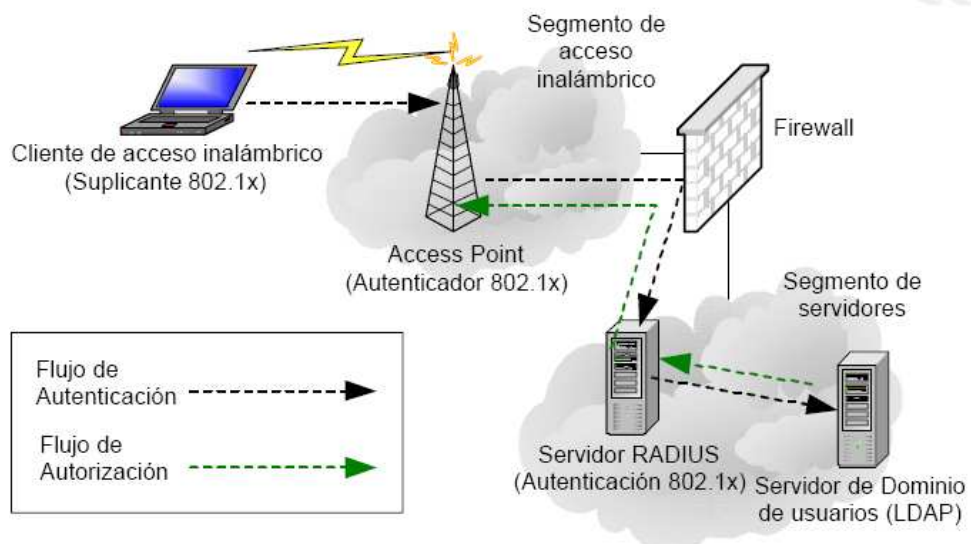 Segmento de
acceso
inalámbrico
Firewall
Cliente de acceso inalámbrico
(Suplicante 802.1x)
Access Point
(Autenticador 802.1x)
Segmento de
servidores
Flujo de
Autenticación
Flujo de
Autorización
Servidor RADIUS
(Autenticación 802.1x)
Servidor de Dominio
de usuarios (LDAP)